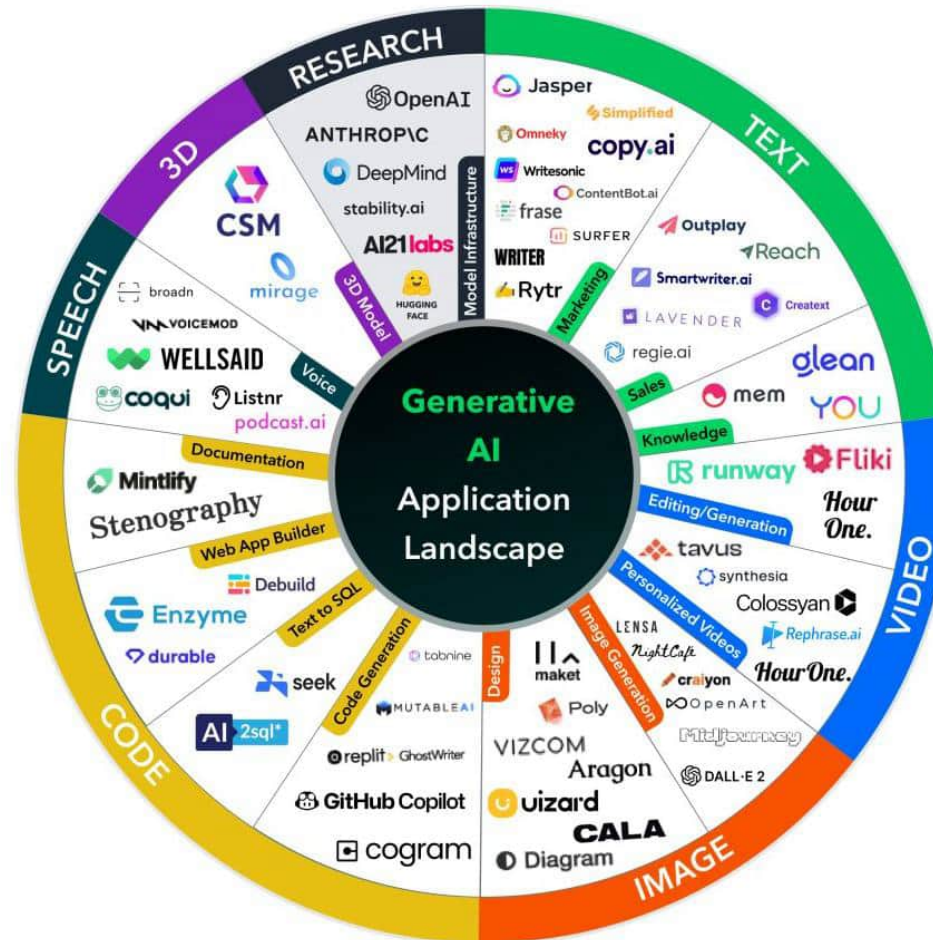 Generative
AI
Application
Landscape
RESEARCH
Model Infrastructure
OpenAI
ANTHROP\C
DeepMind
stability.ai
AI21 labs
HUGGING
FACE
TEXT
Marketing
Jasper
Simplified
Omneky
copy.ai
WS
Writesonic
ContentBot.ai
frase
SURFER
WRITER
Rytr
Sales
Outplay
Reach
Smartwriter.ai
C
Creatext
LAVENDER
regie.ai
Knowledge
glean
mem
YOU
VIDEO
Editing/Generation
runway
Fliki
Hour
One.
Personalized Videos
tavus
synthesia
Colossyan
Rephrase.ai
HourOne.
IMAGE
Image Generation
LENSA
NightCafe
craiyon
OpenArt
Midjourney
DALL·E 2
Design
maket
Poly
VIZCOM
Aragon
uizard
CALA
Diagram
CODE
Code Generation
tabnine
MUTABLEAI
replit GhostWriter
GitHub Copilot
cogram
Text to SQL
seek
AI 2sql*
Web App Builder
Debuild
Enzyme
durable
Documentation
Mintlify
Stenography
SPEECH
Voice
broadn
VOICEMOD
WELLSAID
coqui
Listnr
podcast.ai
3D
3D Model
CSM
mirage